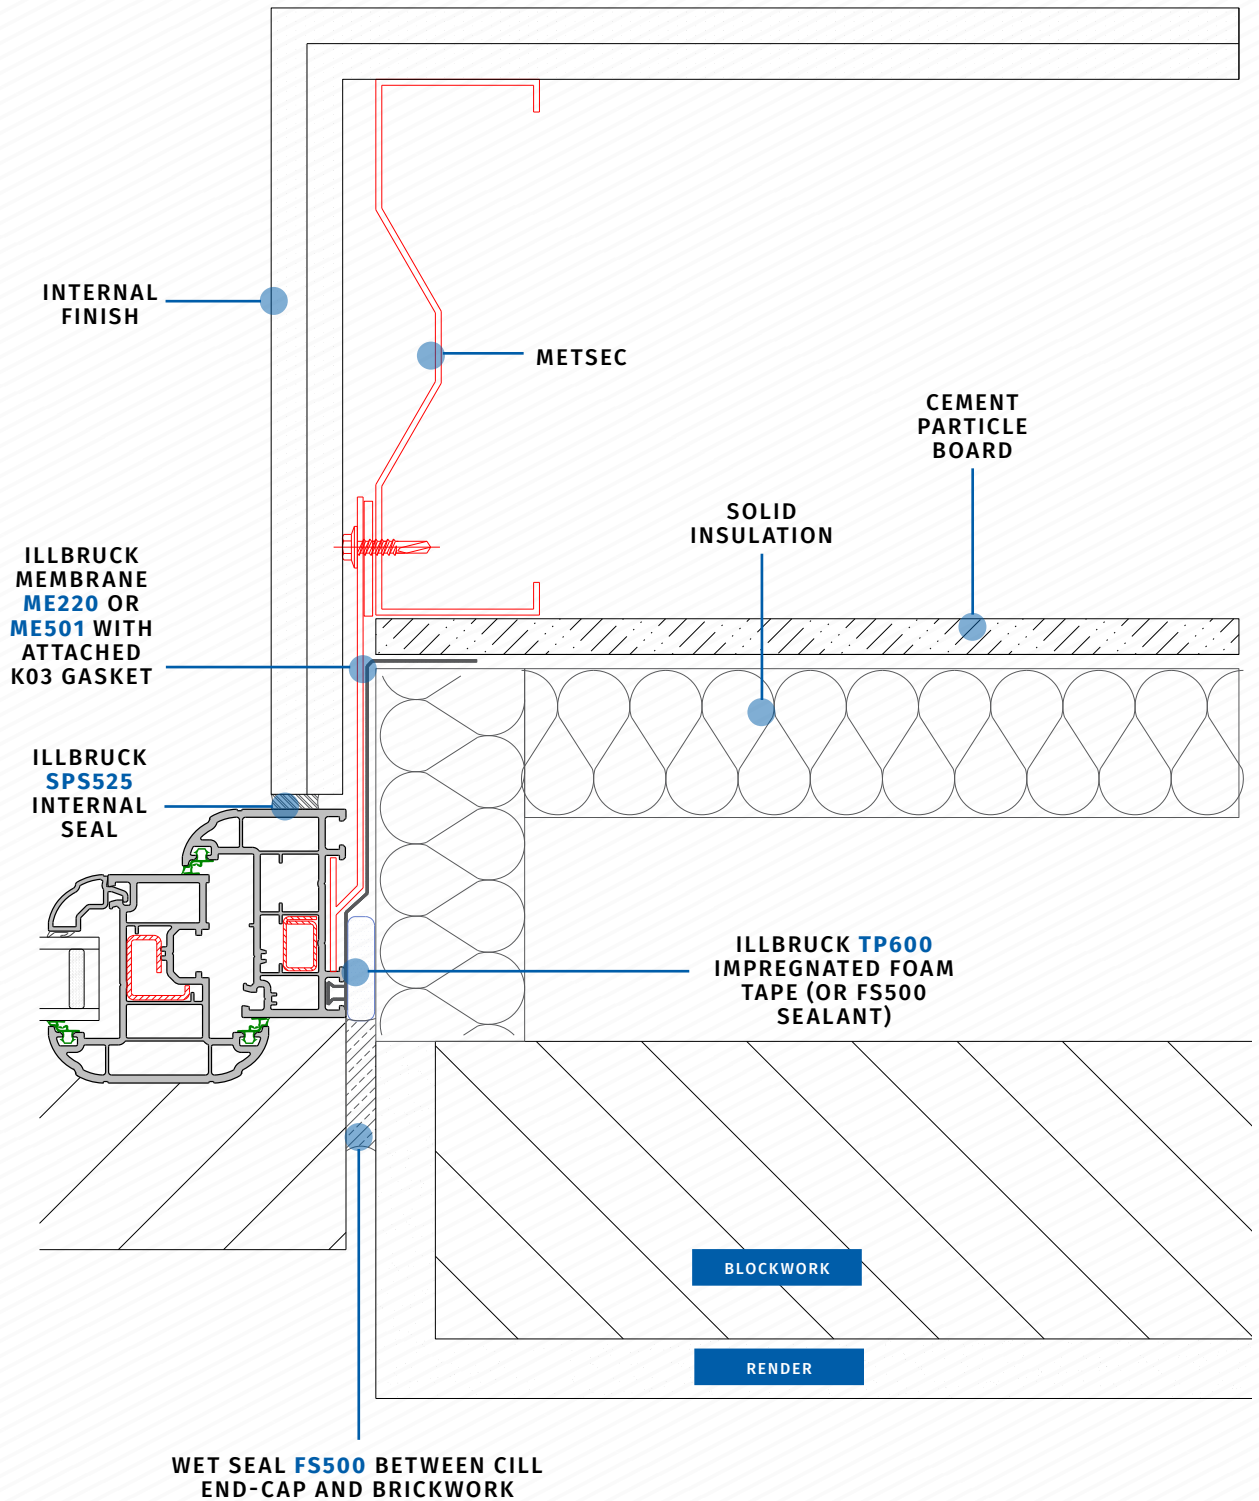 INTERNAL
FINISH
METSEC
CEMENT
PARTICLE
BOARD
SOLID
INSULATION
ILLBRUCK
MEMBRANE
ME220 OR
ME501 WITH
ATTACHED
K03 GASKET
ILLBRUCK
SPS525
INTERNAL
SEAL
ILLBRUCK TP600
IMPREGNATED FOAM
TAPE (OR FS500
SEALANT)
BLOCKWORK
RENDER
WET SEAL FS500 BETWEEN CILL
END-CAP AND BRICKWORK